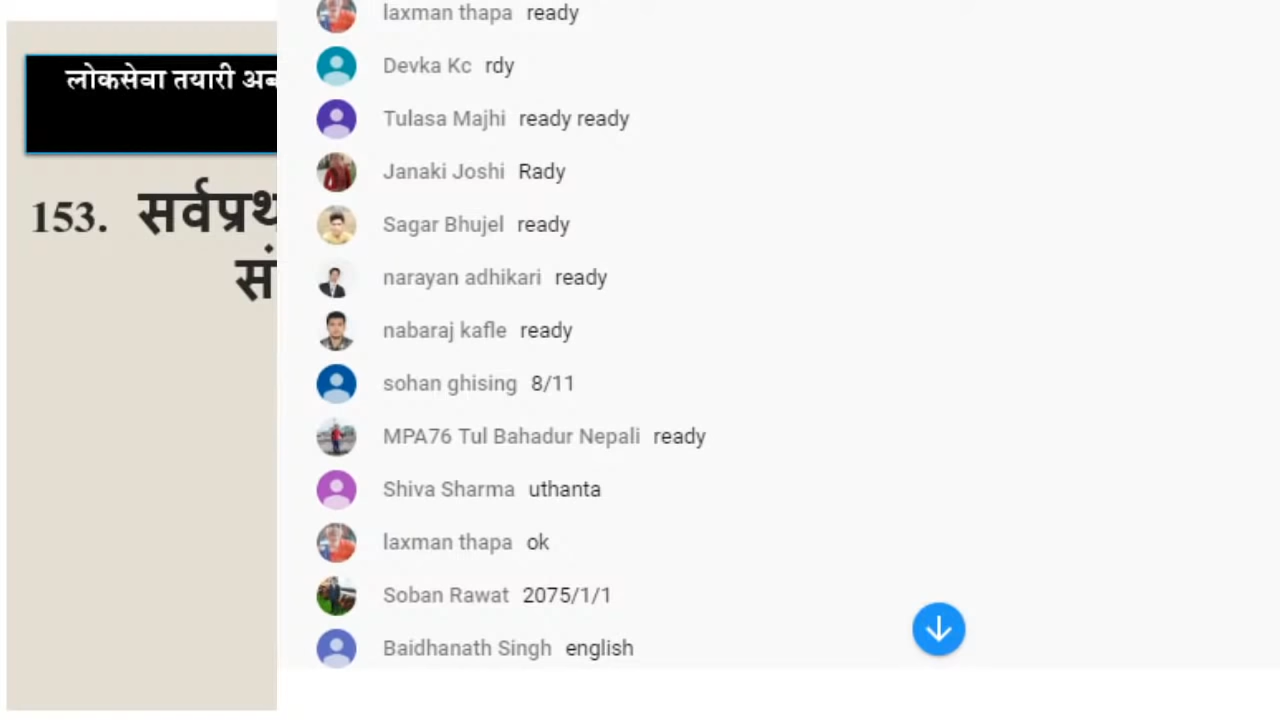 लोकसेवा तयारी
153. सर्वप्रथ
सं
laxman thapa ready
Devka Kc rdy
Tulasa Majhi ready ready
Janaki Joshi Rady
Sagar Bhujel ready
narayan adhikari ready
nabaraj kafle ready
sohan ghising 8/11
MPA76 Tul Bahadur Nepali ready
Shiva Sharma uthanta
laxman thapa ok
Soban Rawat 2075/1/1
Baidhanath Singh english